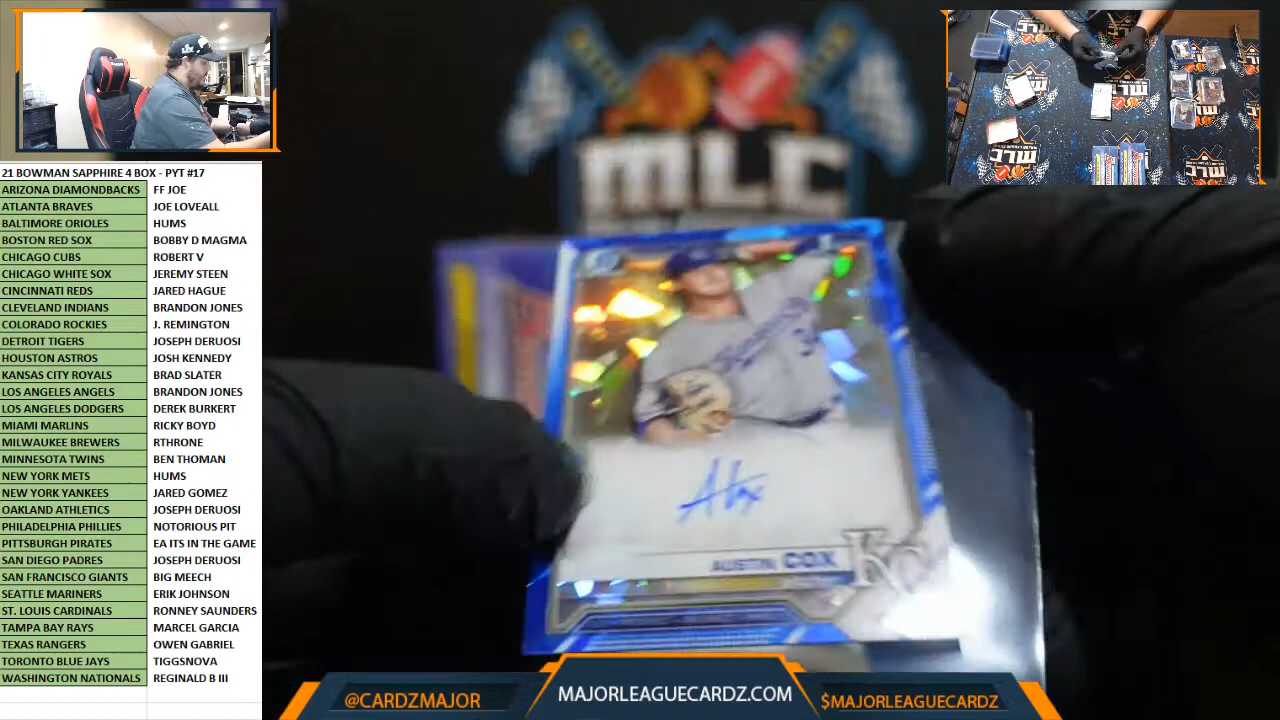 21 BOWMAN SAPPHIRE 4 BOX - PYT #17
ARIZONA DIAMONDBACKS FF JOE
ATLANTA BRAVES JOE LOVEALL
BALTIMORE ORIOLES HUMS
BOSTON RED SOX BOBBY D MAGMA
CHICAGO CUBS ROBERT V
CHICAGO WHITE SOX JEREMY STEEN
CINCINNATI REDS JARED HAGUE
CLEVELAND INDIANS BRANDON JONES
COLORADO ROCKIES J. REMINGTON
DETROIT TIGERS JOSEPH DERUOSI
HOUSTON ASTROS JOSH KENNEDY
KANSAS CITY ROYALS BRAD SLATER
LOS ANGELES ANGELS BRANDON JONES
LOS ANGELES DODGERS DEREK BURKERT
MIAMI MARLINS RICKY BOYD
MILWAUKEE BREWERS RTHRONE
MINNESOTA TWINS BEN THOMAN
NEW YORK METS HUMS
NEW YORK YANKEES JARED GOMEZ
OAKLAND ATHLETICS JOSEPH DERUOSI
PHILADELPHIA PHILLIES NOTORIOUS PIT
PITTSBURGH PIRATES EA ITS IN THE GAME
SAN DIEGO PADRES JOSEPH DERUOSI
SAN FRANCISCO GIANTS BIG MEECH
SEATTLE MARINERS ERIK JOHNSON
ST. LOUIS CARDINALS RONNEY SAUNDERS
TAMPA BAY RAYS MARCEL GARCIA
TEXAS RANGERS OWEN GABRIEL
TORONTO BLUE JAYS TIGGSNOVA
WASHINGTON NATIONALS REGINALD B III
MLC
AUSTIN COX
KC
@CARDZMAJOR
MAJORLEAGUECARDZ.COM
$MAJORLEAGUECARDZ